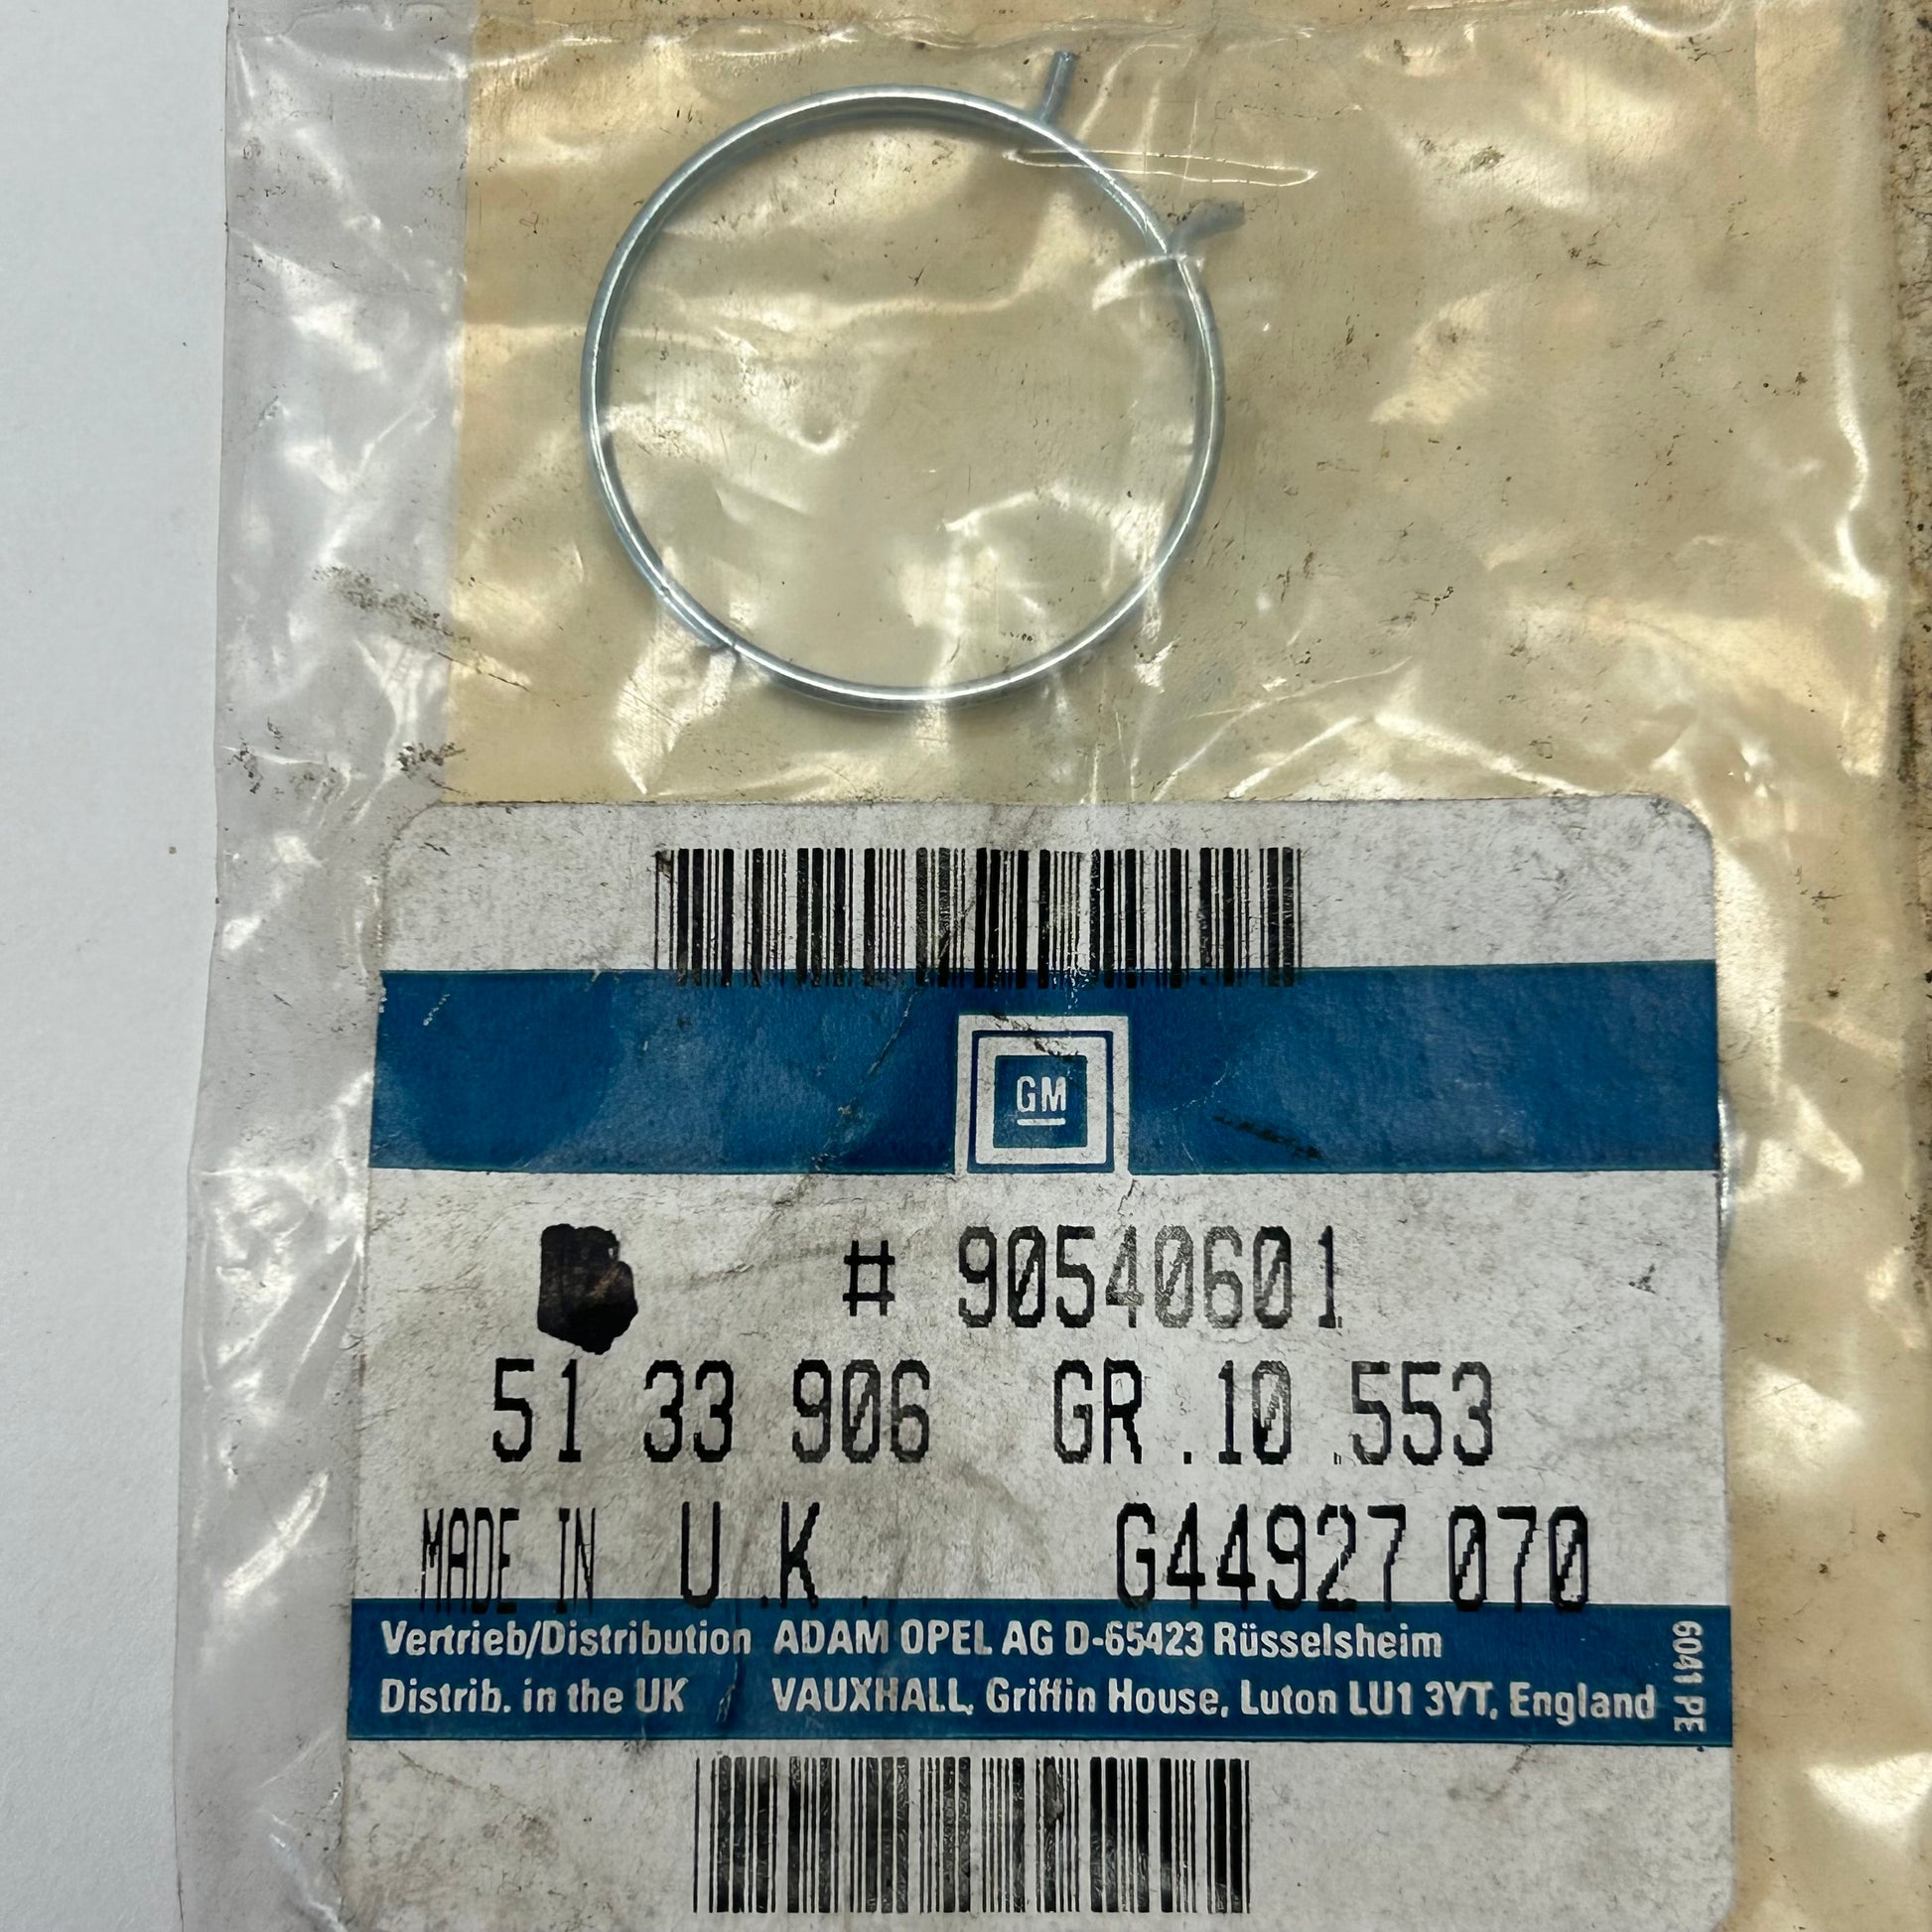 GM
# 90540601
51 33 906 GR.10.553
MADE IN U.K. G44927 070
Vertrieb/Distribution ADAM OPEL AG D-65423 Rüsselsheim
Distrib. in the UK VAUXHALL, Griffin House, Luton LU1 3YT, England
6041 PE